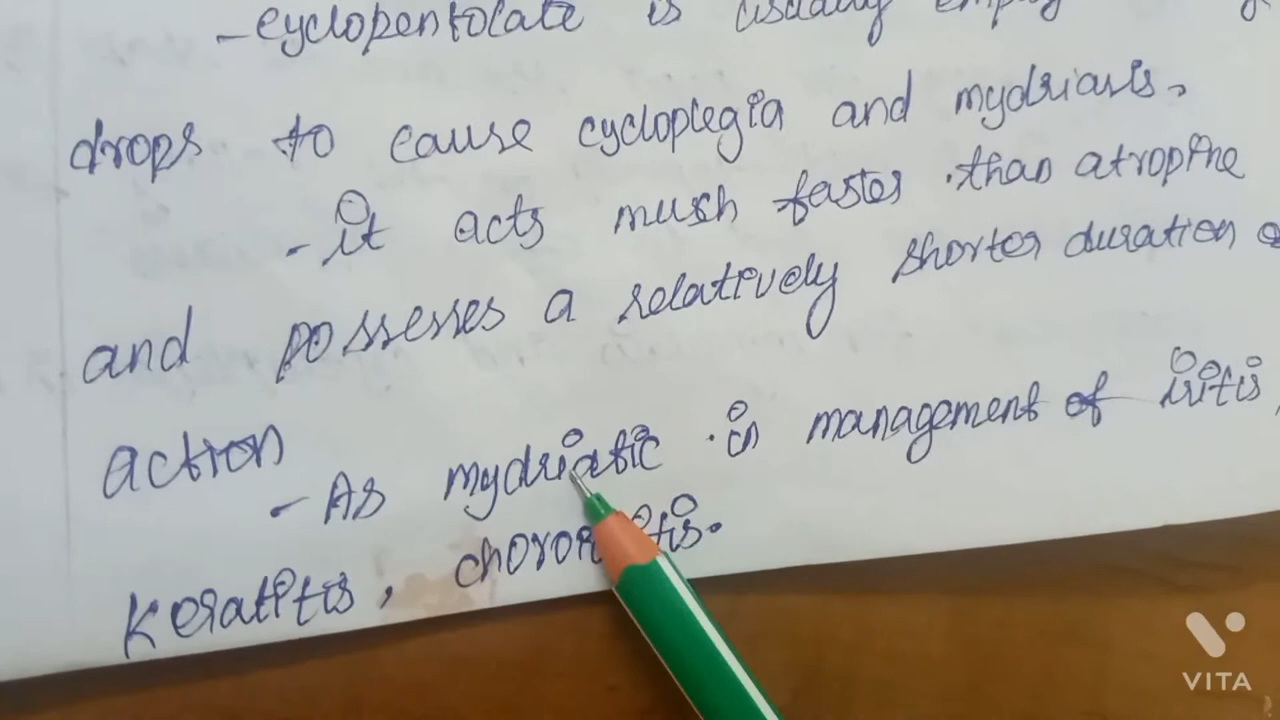 - cyclopentolate is usually
drops to cause cycloplegia and mydriasis.
- it acts much faster than atropine
and possesses a relatively shorter duration
action
- As mydriatic in management of iritis,
keratitis,
VITA